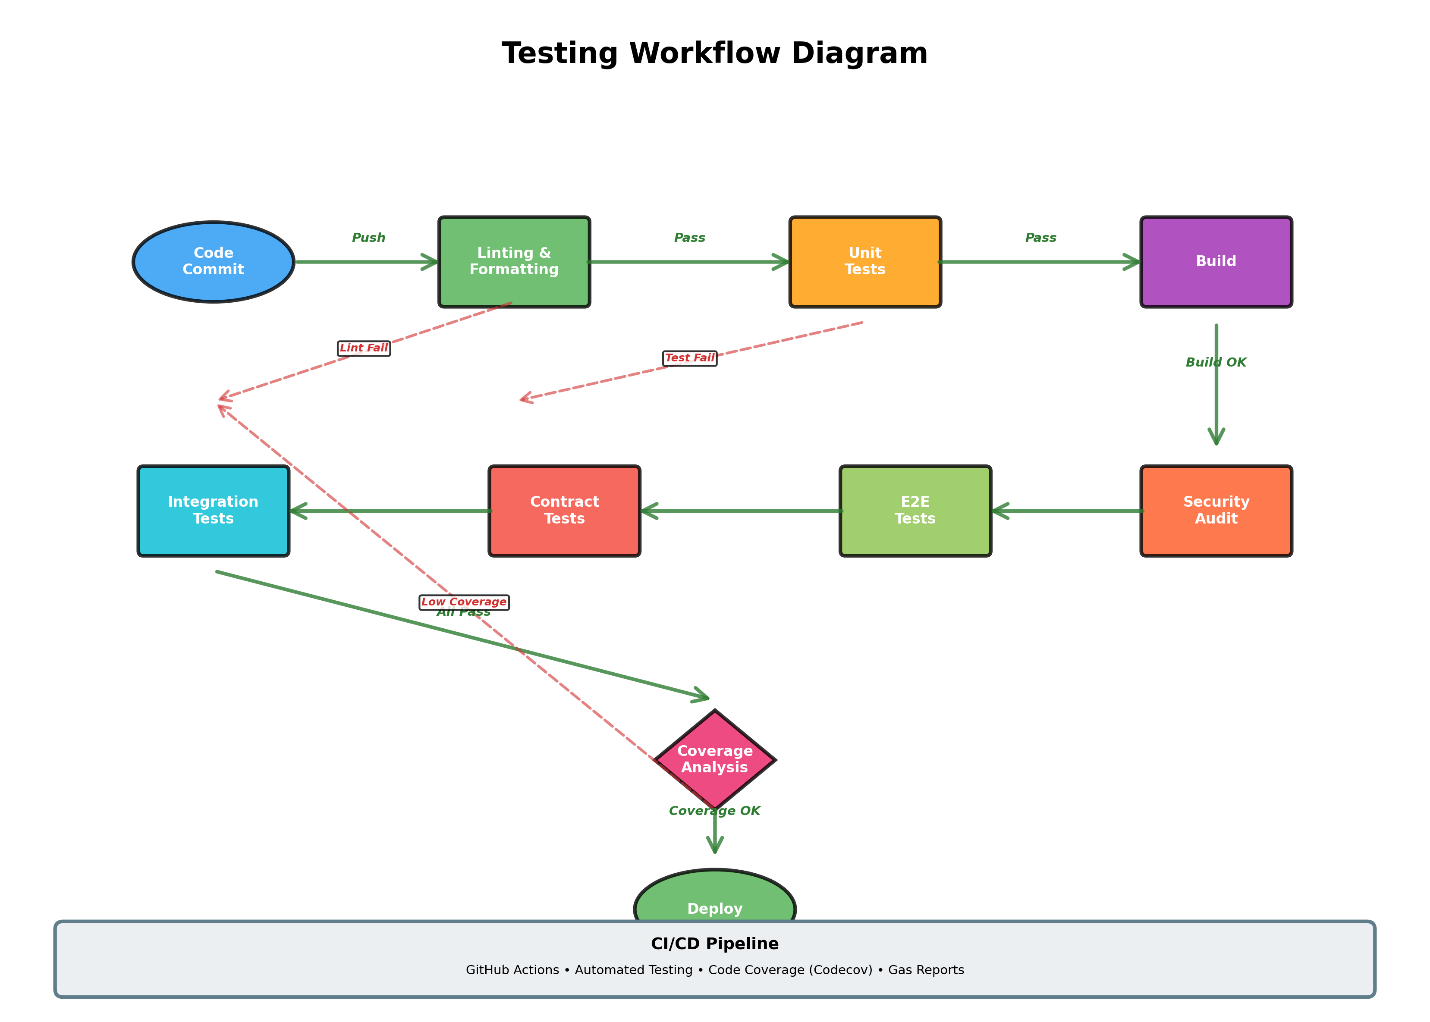 Testing Workflow Diagram
Code
Commit
Push
Linting &
Formatting
Pass
Unit
Tests
Pass
Build
Lint Fail
Test Fail
Build OK
Integration
Tests
Contract
Tests
E2E
Tests
Security
Audit
Low Coverage
All Pass
Coverage
Analysis
Coverage OK
Deploy
CI/CD Pipeline
GitHub Actions • Automated Testing • Code Coverage (Codecov) • Gas Reports